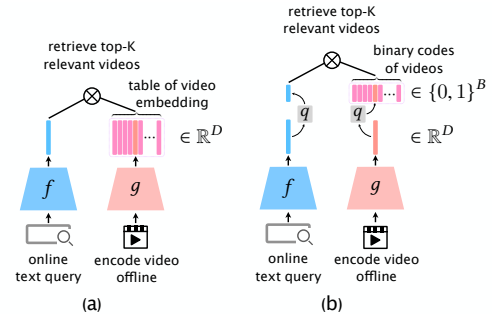 retrieve top-K
relevant videos
table of video
embedding
...
∈ ℝ^D
f
g
online
text query
encode video
offline
(a)
retrieve top-K
relevant videos
binary codes
of videos
...
∈ {0, 1}^B
q
q
∈ ℝ^D
f
g
online
text query
encode video
offline
(b)